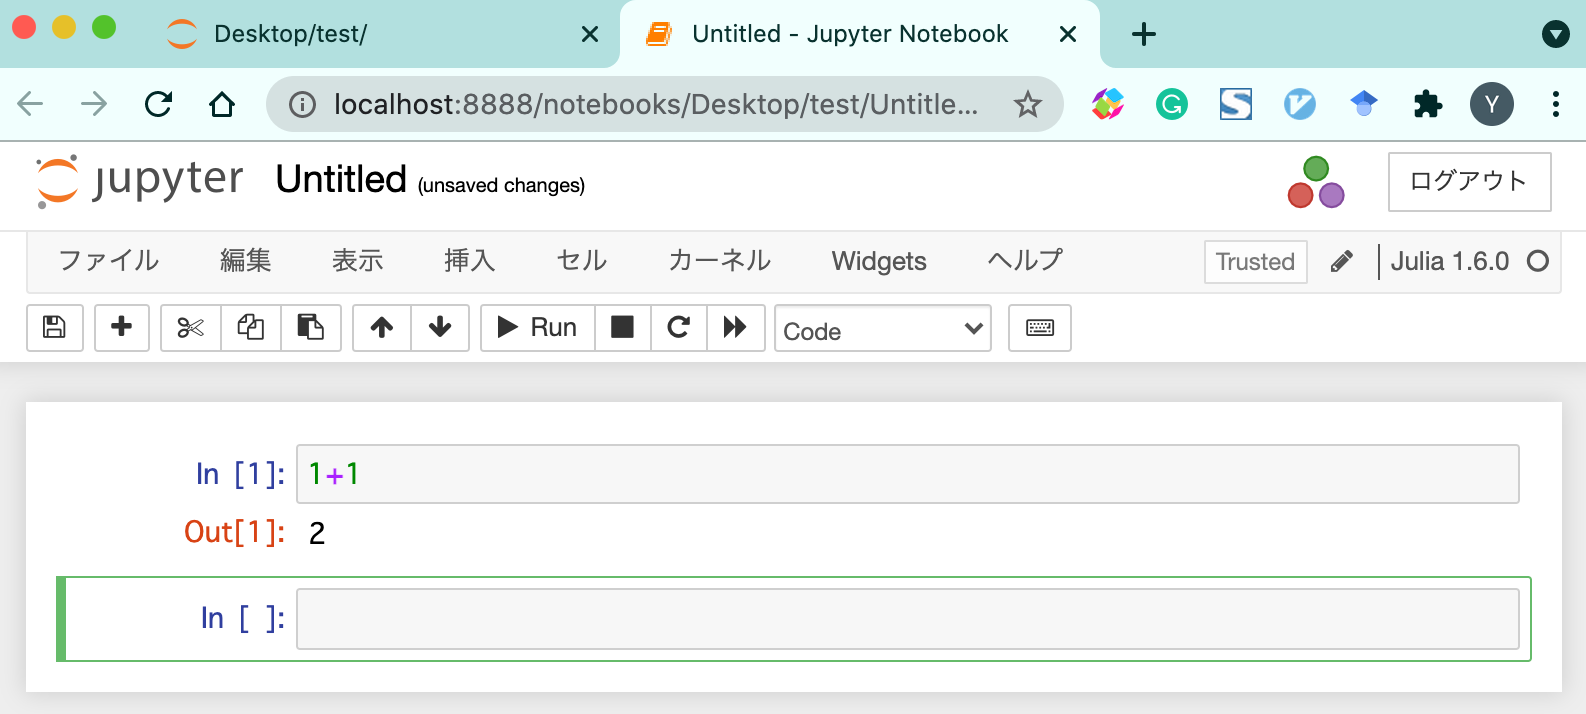 Desktop/test/ Untitled - Jupyter Notebook
localhost:8888/notebooks/Desktop/test/Untitle... G S V Y
jupyter Untitled (unsaved changes) ログアウト
ファイル 編集 表示 挿入 セル カーネル Widgets ヘルプ Trusted Julia 1.6.0
Run Code
In [1]: 1+1
Out[1]: 2
In [ ]: